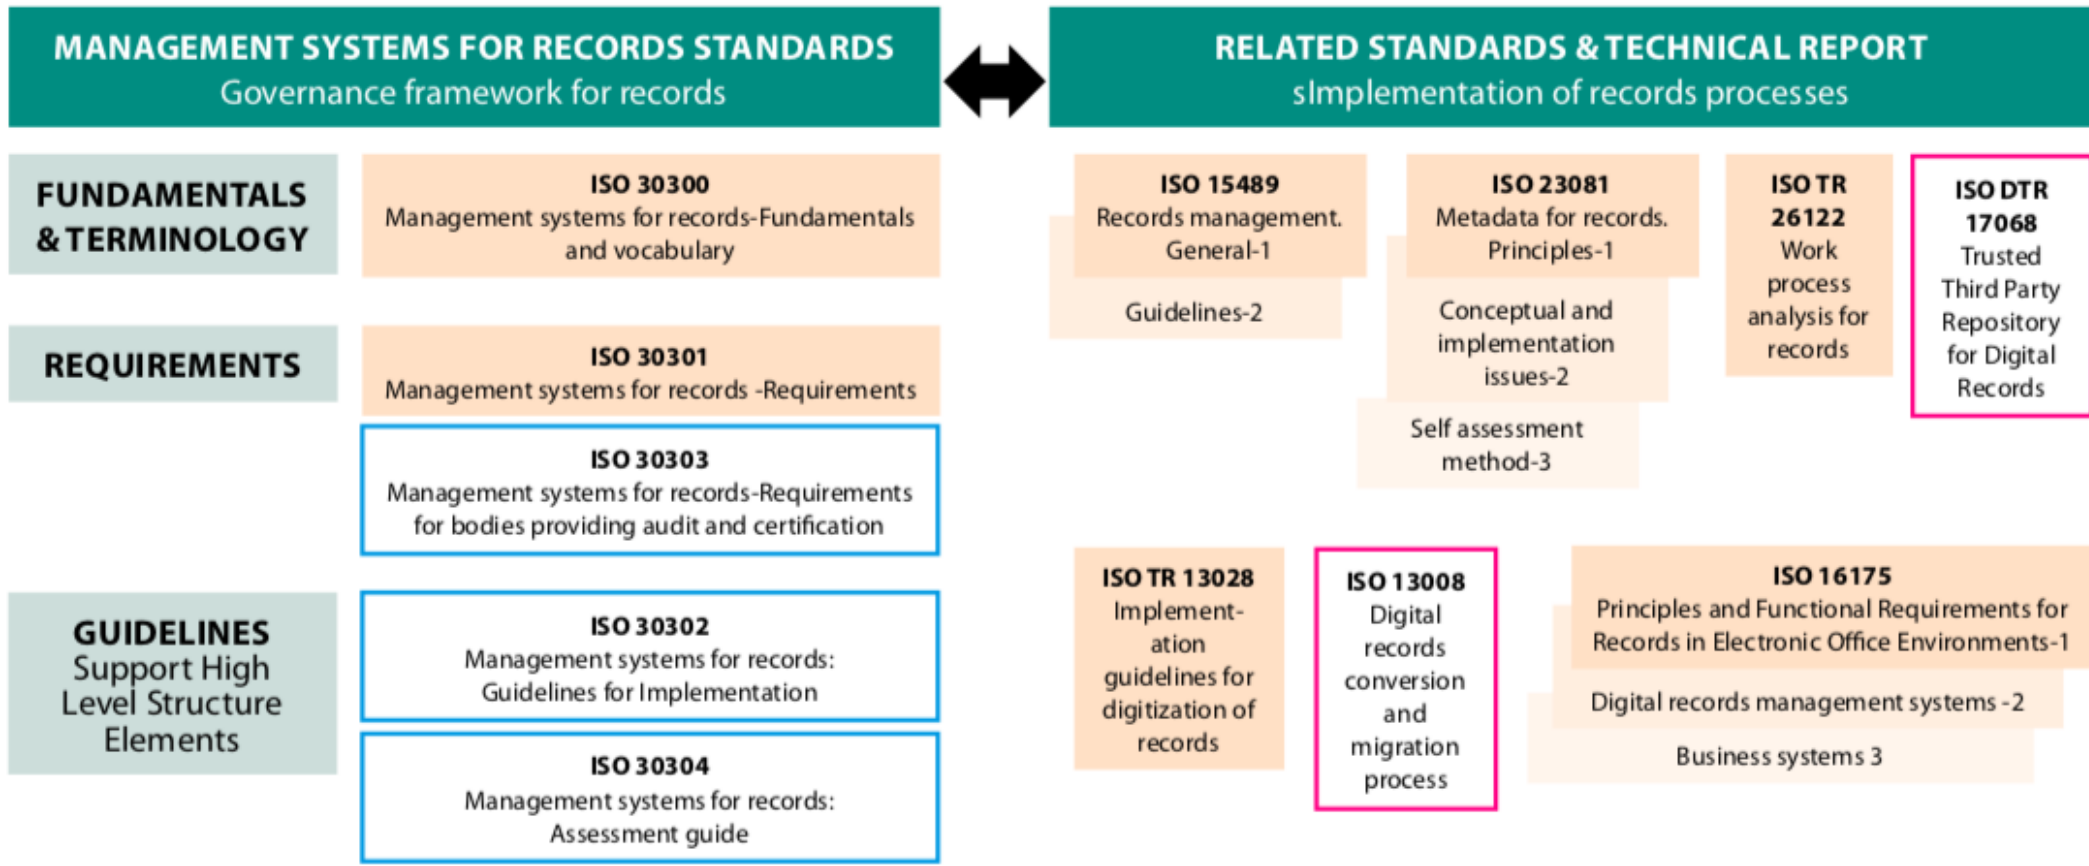 MANAGEMENT SYSTEMS FOR RECORDS STANDARDS
Governance framework for records
RELATED STANDARDS & TECHNICAL REPORT
sImplementation of records processes
FUNDAMENTALS
& TERMINOLOGY
ISO 30300
Management systems for records-Fundamentals
and vocabulary
REQUIREMENTS
ISO 30301
Management systems for records -Requirements
ISO 30303
Management systems for records-Requirements
for bodies providing audit and certification
GUIDELINES
Support High
Level Structure
Elements
ISO 30302
Management systems for records:
Guidelines for Implementation
ISO 30304
Management systems for records:
Assessment guide
ISO 15489
Records management.
General-1
Guidelines-2
ISO 23081
Metadata for records.
Principles-1
Conceptual and
implementation
issues-2
Self assessment
method-3
ISO TR
26122
Work
process
analysis for
records
ISO DTR
17068
Trusted
Third Party
Repository
for Digital
Records
ISO TR 13028
Implement-
ation
guidelines for
digitization of
records
ISO 13008
Digital
records
conversion
and
migration
process
ISO 16175
Principles and Functional Requirements for
Records in Electronic Office Environments-1
Digital records management systems -2
Business systems 3